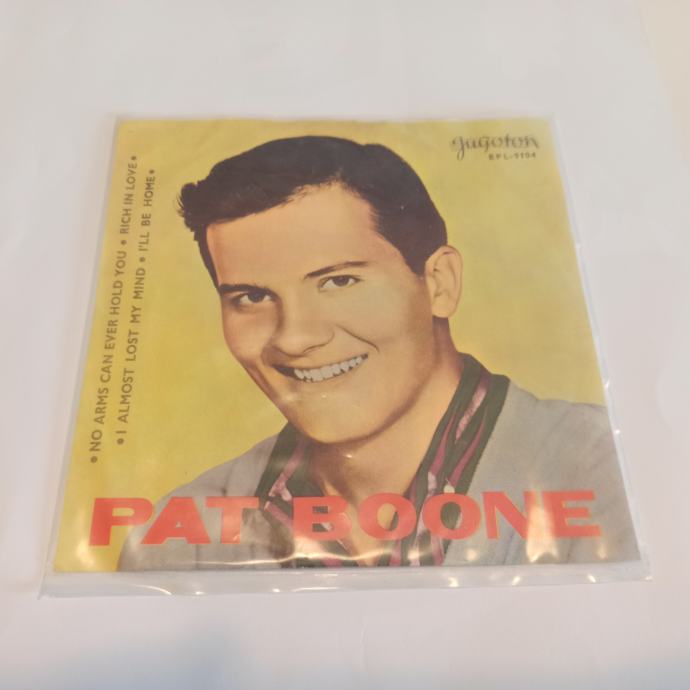 jugoton
EPL-9104
• NO ARMS CAN EVER HOLD YOU • RICH IN LOVE •
• I ALMOST LOST MY MIND • I'LL BE HOME •
PAT BOONE